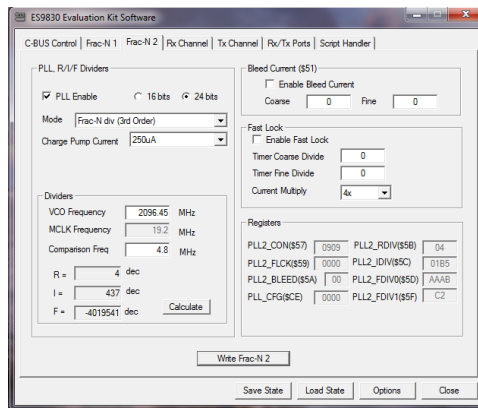 ES9830 Evaluation Kit Software
C-BUS Control Frac-N 1 Frac-N 2 Rx Channel Tx Channel Rx/Tx Ports Script Handler
PLL, R/I/F Dividers
PLL Enable 16 bits 24 bits
Mode Frac-N div (3rd Order)
Charge Pump Current 250uA
Dividers
VCO Frequency 2096.45 MHz
MCLK Frequency 19.2 MHz
Comparison Freq 4.8 MHz
R = 4 dec
I = 437 dec
F = -4019541 dec Calculate
Bleed Current ($51)
Enable Bleed Current
Coarse 0 Fine 0
Fast Lock
Enable Fast Lock
Timer Coarse Divide 0
Timer Fine Divide 0
Current Multiply 4x
Registers
PLL2_CON($57) 0909 PLL2_RDIV($5B) 04
PLL2_FLCK($59) 0000 PLL2_IDIV($5C) 01B5
PLL2_BLEED($5A) 00 PLL2_FDIV0($5D) AAAB
PLL_CFG($CE) 0000 PLL2_FDIV1($5F) C2
Write Frac-N 2
Save State Load State Options Close